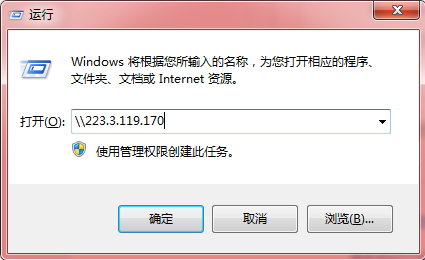 运行
Windows 将根据您所输入的名称，为您打开相应的程序、
文件夹、文档或 Internet 资源。
打开(O): \\223.3.119.170
使用管理权限创建此任务。
确定 取消 浏览(B)...